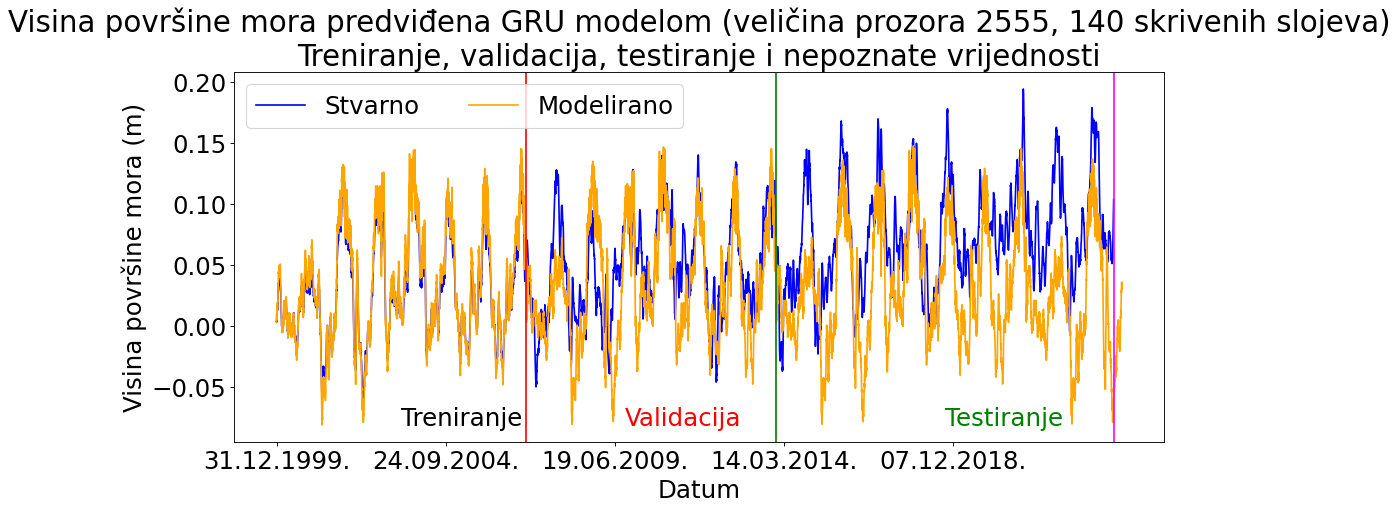 Visina površine mora predviđena GRU modelom (veličina prozora 2555, 140 skrivenih slojeva)
Treniranje, validacija, testiranje i nepoznate vrijednosti
Stvarno
Modelirano
Visina površine mora (m)
0.20
0.15
0.10
0.05
0.00
−0.05
Treniranje
Validacija
Testiranje
31.12.1999.
24.09.2004.
19.06.2009.
14.03.2014.
07.12.2018.
Datum